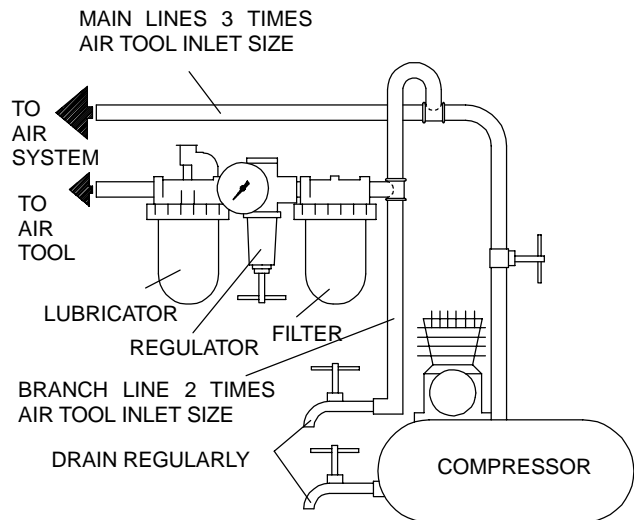 MAIN LINES 3 TIMES
AIR TOOL INLET SIZE
TO
AIR
SYSTEM
TO
AIR
TOOL
LUBRICATOR
REGULATOR
FILTER
BRANCH LINE 2 TIMES
AIR TOOL INLET SIZE
DRAIN REGULARLY
COMPRESSOR